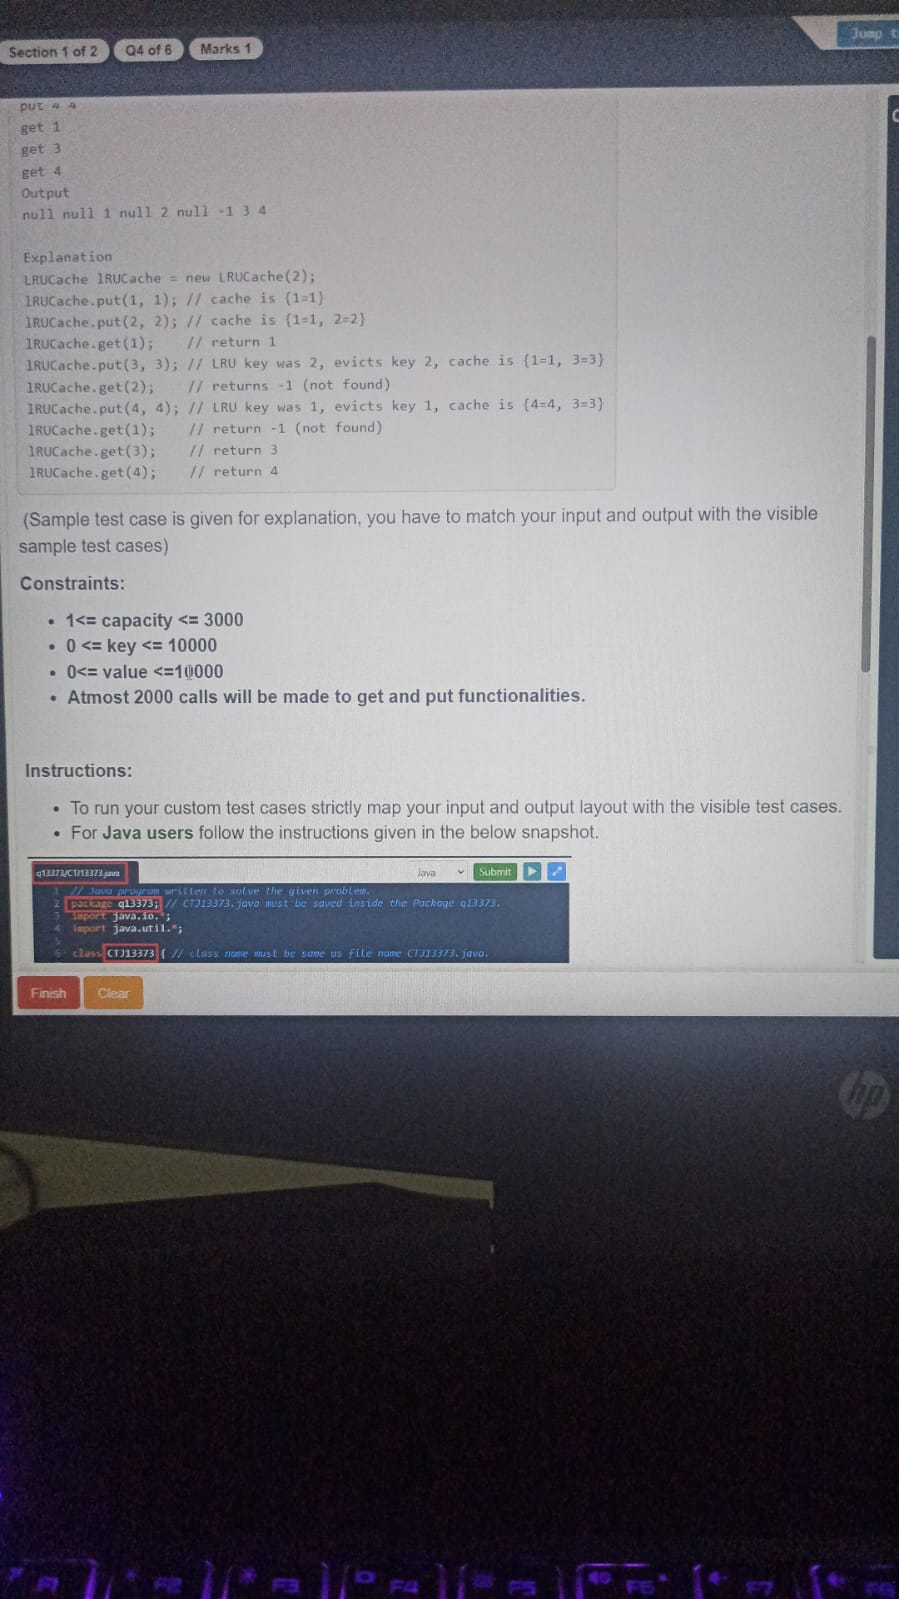 Section 1 of 2 Q4 of 6 Marks 1 Jump
put 4 4
get 1
get 3
get 4
Output
null null 1 null 2 null -1 3 4
Explanation
LRUCache lRUCache = new LRUCache(2);
lRUCache.put(1, 1); // cache is {1=1}
lRUCache.put(2, 2); // cache is {1=1, 2=2}
lRUCache.get(1); // return 1
lRUCache.put(3, 3); // LRU key was 2, evicts key 2, cache is {1=1, 3=3}
lRUCache.get(2); // returns -1 (not found)
lRUCache.put(4, 4); // LRU key was 1, evicts key 1, cache is {4=4, 3=3}
lRUCache.get(1); // return -1 (not found)
lRUCache.get(3); // return 3
lRUCache.get(4); // return 4
(Sample test case is given for explanation, you have to match your input and output with the visible
sample test cases)
Constraints:
• 1<= capacity <= 3000
• 0 <= key <= 10000
• 0<= value <=10000
• Atmost 2000 calls will be made to get and put functionalities.
Instructions:
• To run your custom test cases strictly map your input and output layout with the visible test cases.
• For Java users follow the instructions given in the below snapshot.
q13373/CTJ13373.java Java Submit
1 // Java program written to solve the given problem.
2 package q13373; // CTJ13373.java must be saved inside the Package q13373.
3 import java.io.*;
4 import java.util.*;
5
6 class CTJ13373 { // class name must be same as file name CTJ13373.java.
Finish Clear
hp
F4 F5 F6 F7